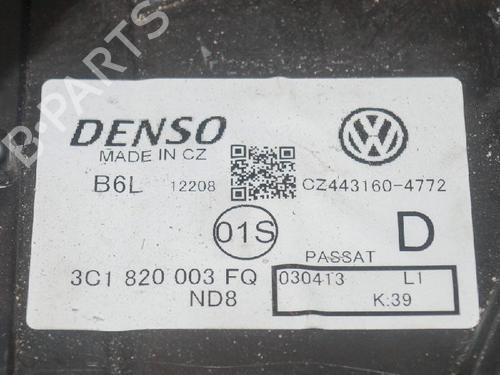 B-PARTS
DENSO
MADE IN CZ
B6L 12208 CZ443160-4772
01S D
PASSAT
3C1 820 003 FQ 030413 L1
ND8 K:39